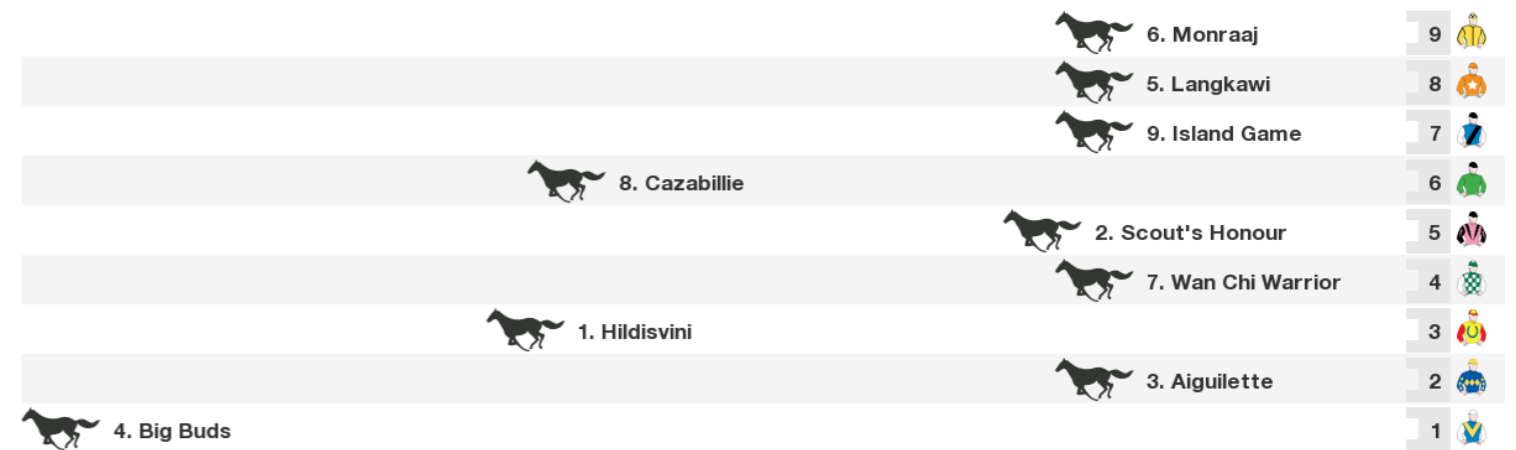 6. Monraaj 9
5. Langkawi 8
9. Island Game 7
8. Cazabillie 6
2. Scout's Honour 5
7. Wan Chi Warrior 4
1. Hildisvini 3
3. Aiguilette 2
4. Big Buds 1